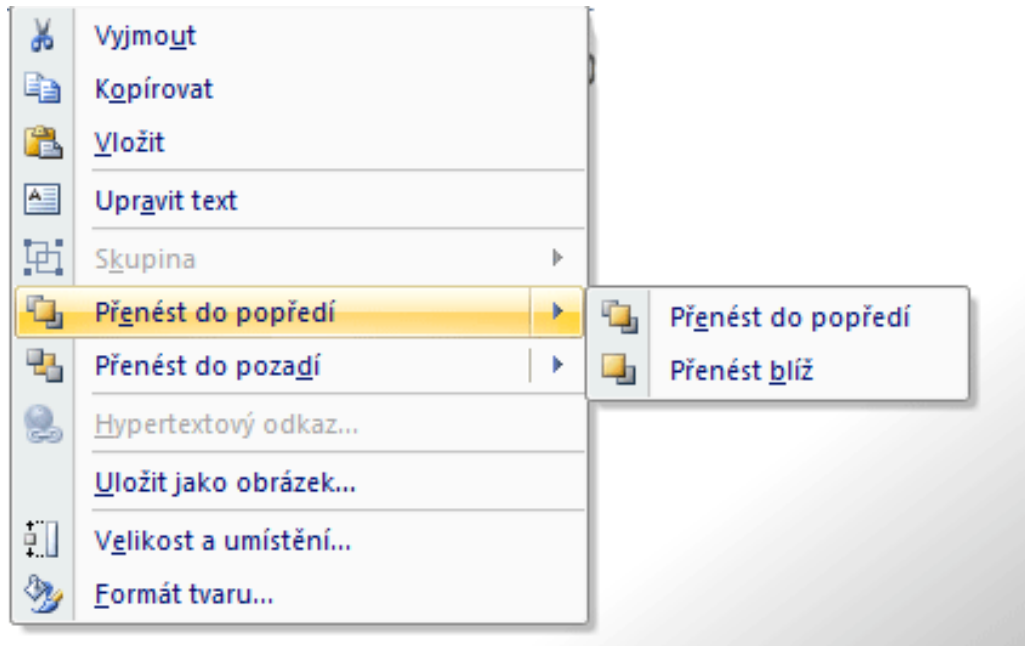 Vyjmout
Kopírovat
Vložit
Upravit text
Skupina
Přenést do popředí
Přenést do pozadí
Hypertextový odkaz...
Uložit jako obrázek...
Velikost a umístění...
Formát tvaru...
Přenést do popředí
Přenést blíž